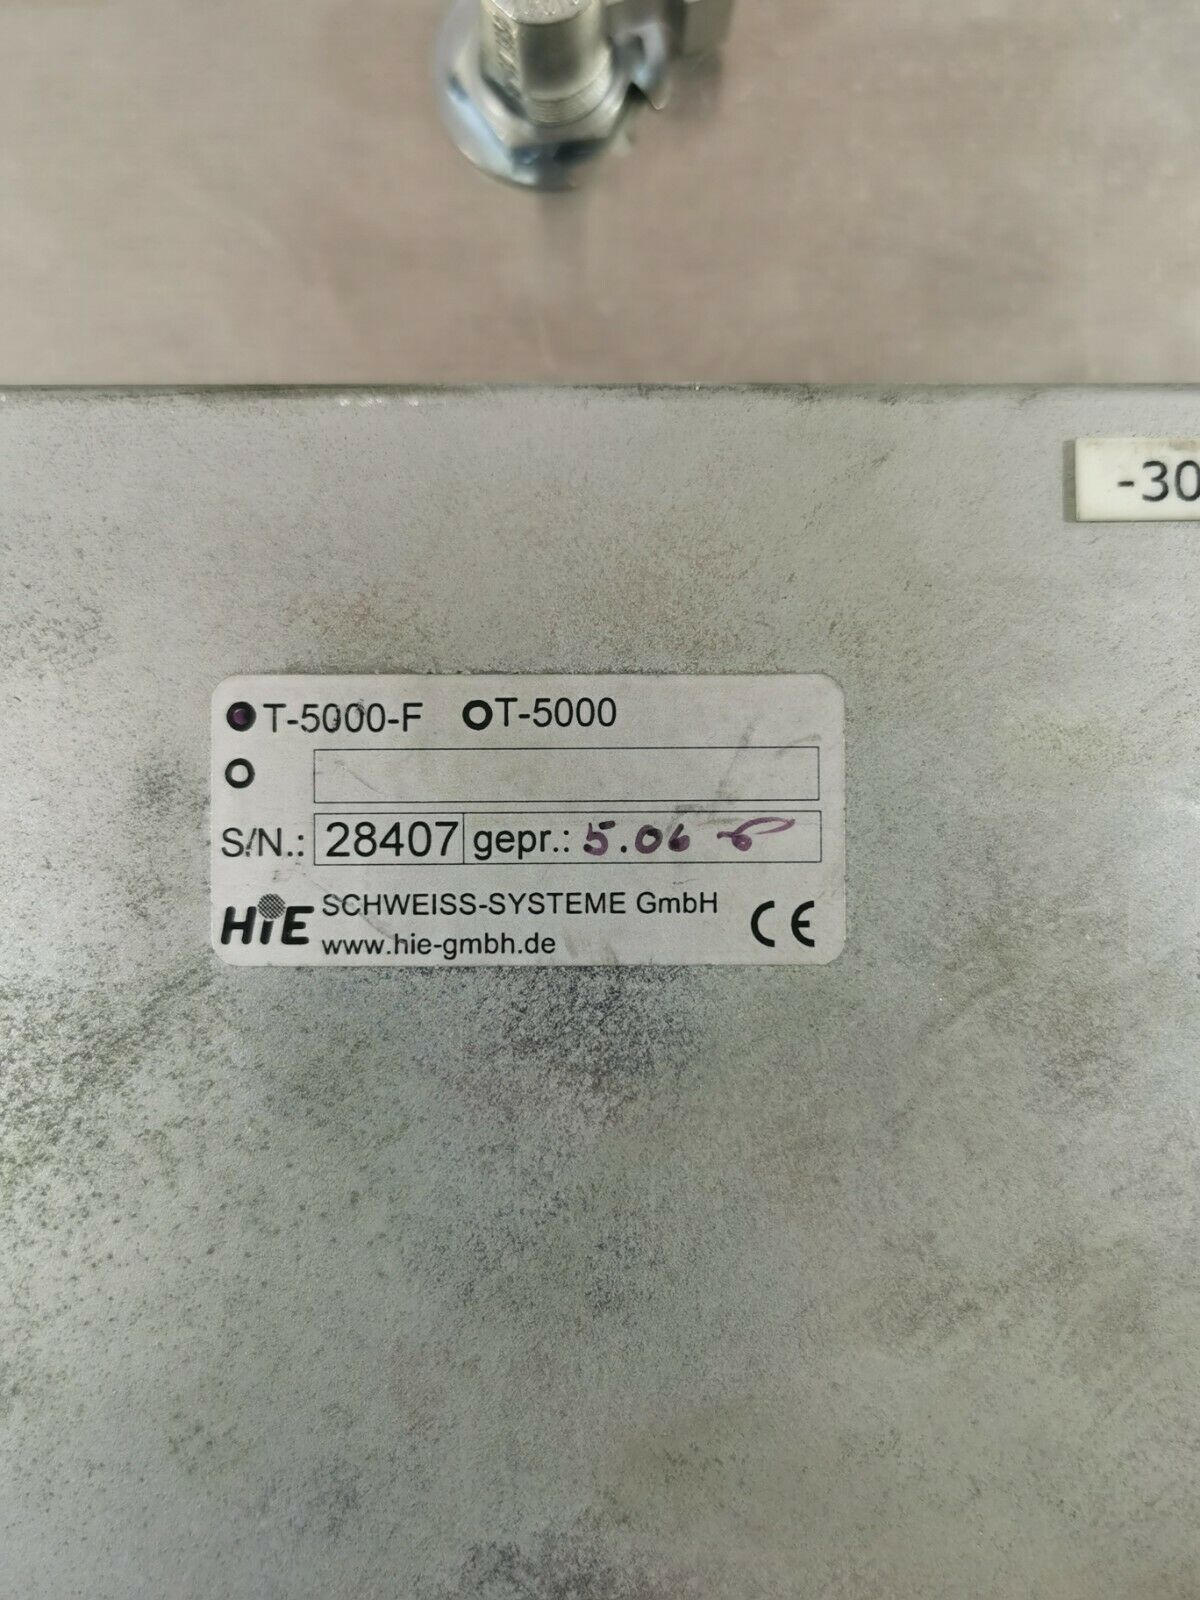 -30
T-5000-F T-5000
S/N.: 28407 gepr.: 5.06
HiE SCHWEISS-SYSTEME GmbH
www.hie-gmbh.de
CE